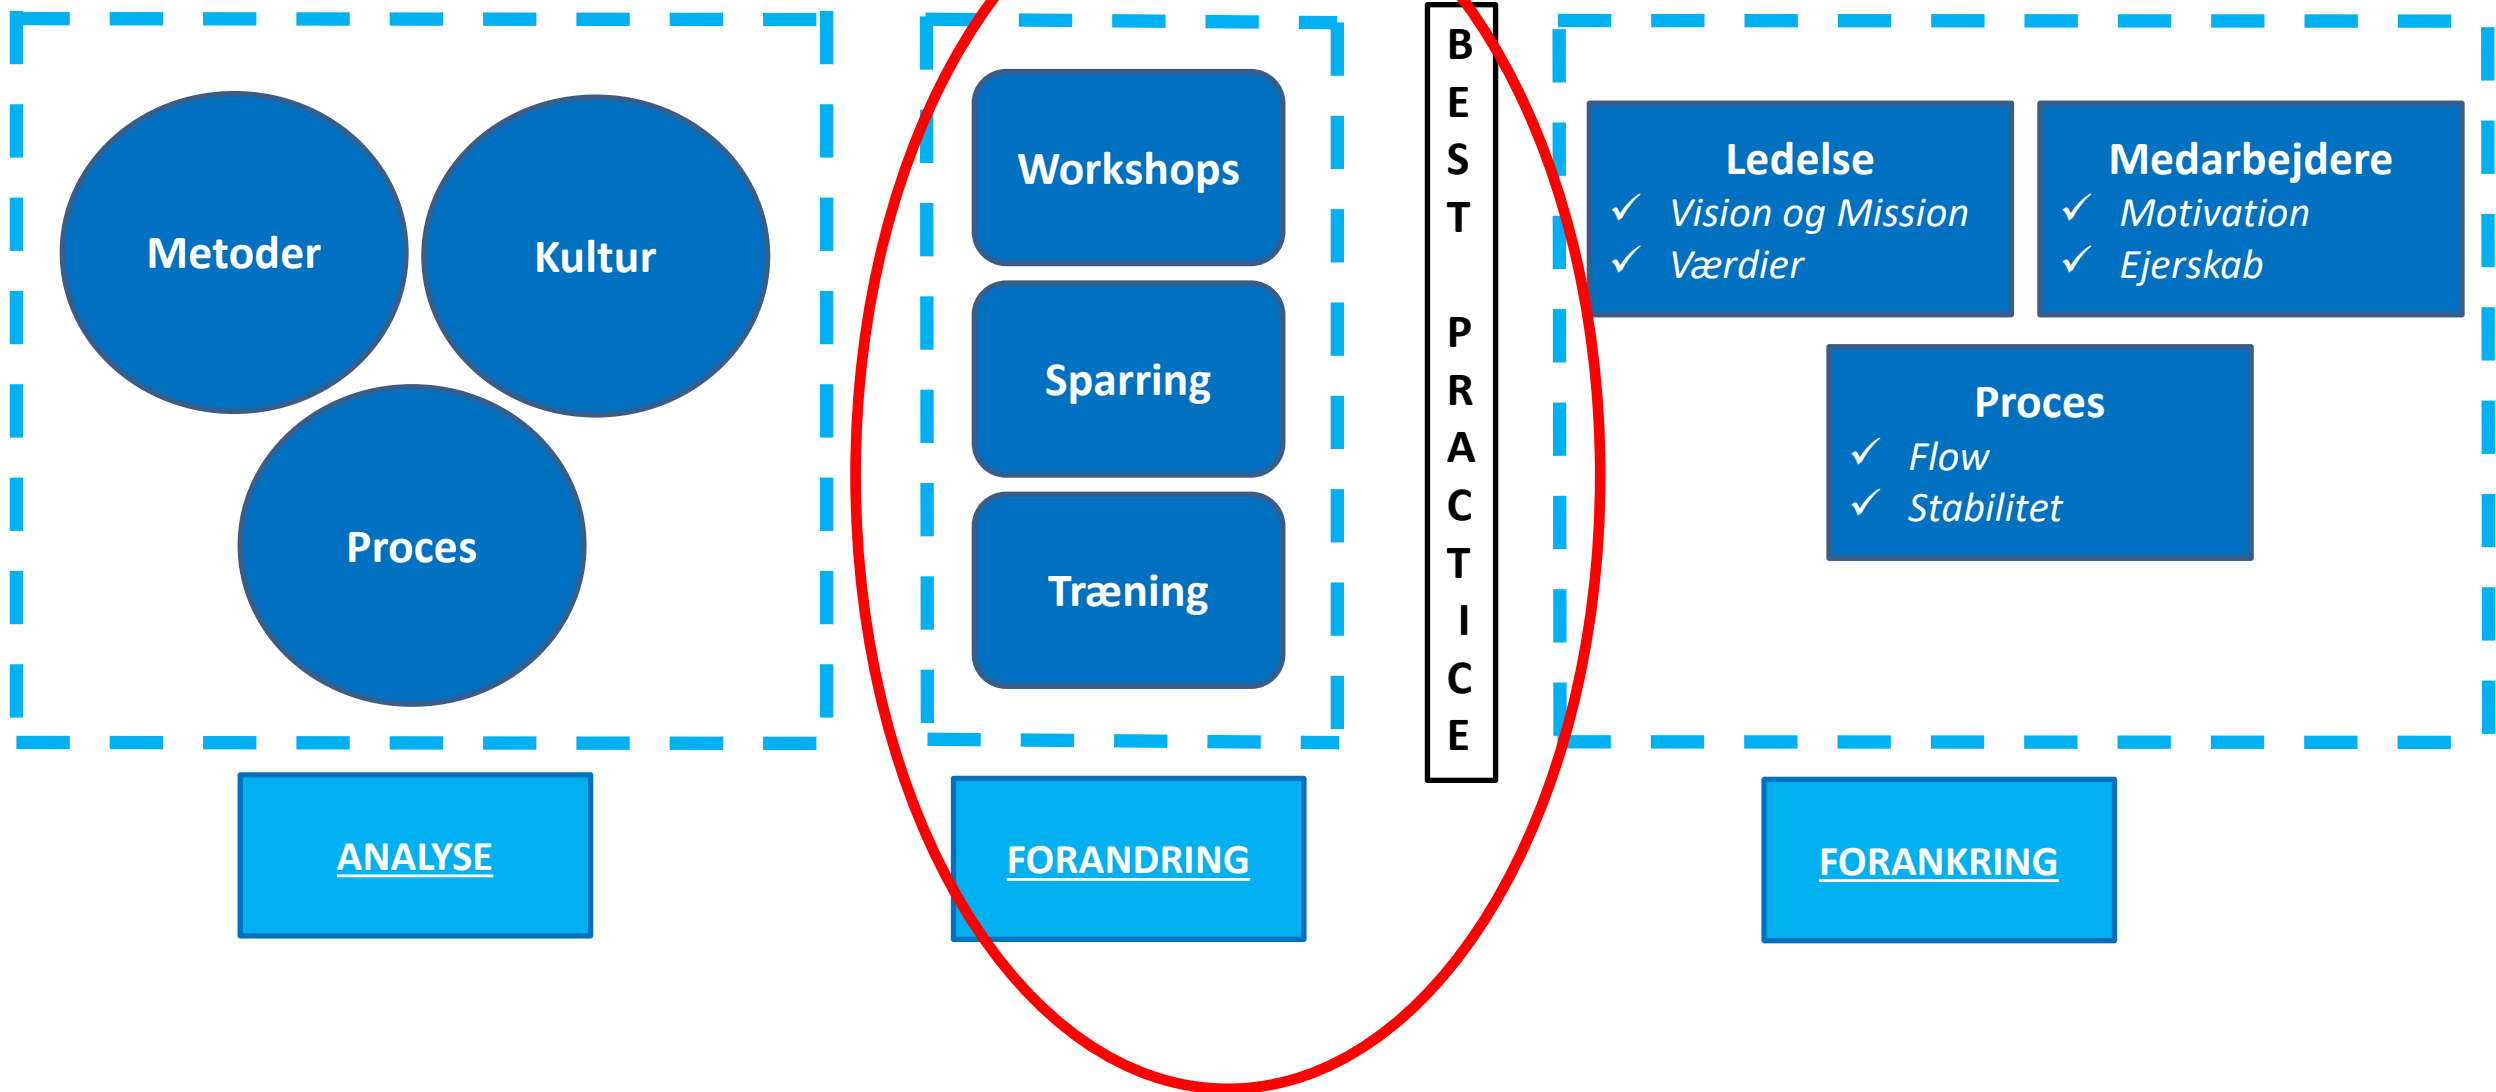 Metoder
Kultur
Proces
ANALYSE
Workshops
Sparring
Træning
FORANDRING
B
E
S
T
P
R
A
C
T
I
C
E
Ledelse
✓ Vision og Mission
✓ Værdier
Medarbejdere
✓ Motivation
✓ Ejerskab
Proces
✓ Flow
✓ Stabilitet
FORANKRING